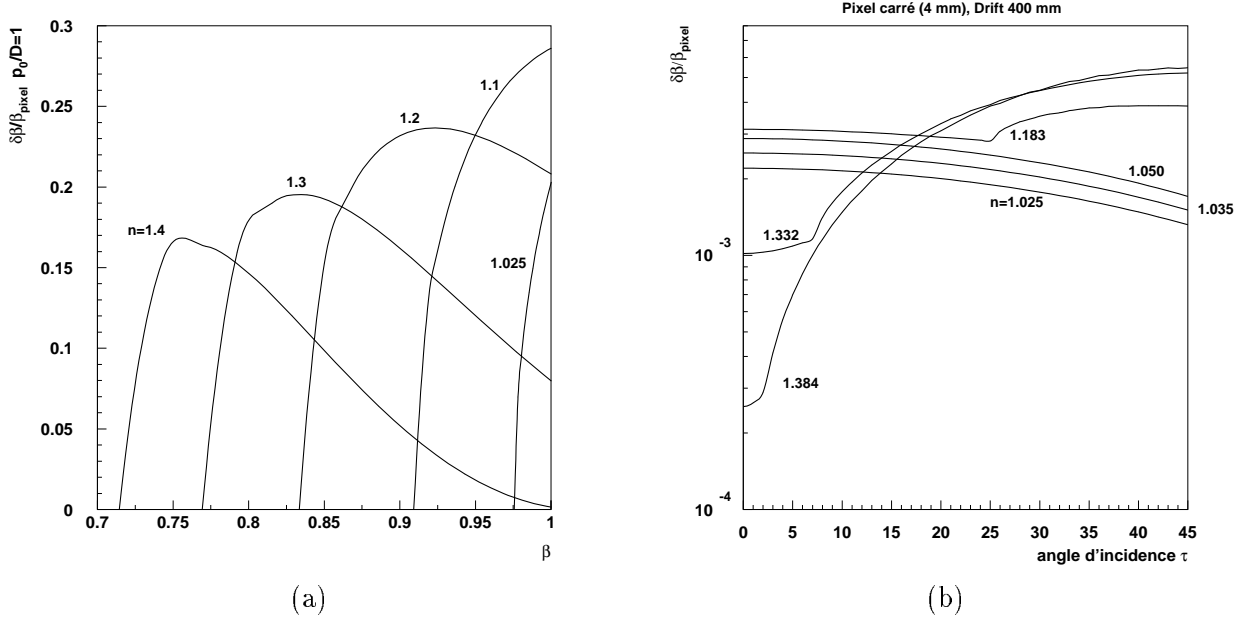 δβ/βpixel p0/D=1
0.3
0.25
0.2
0.15
0.1
0.05
0
1.1
1.2
1.3
n=1.4
1.025
0.7 0.75 0.8 0.85 0.9 0.95 1
β
(a)
Pixel carré (4 mm), Drift 400 mm
δβ/βpixel
10 -3
10 -4
1.183
1.050
1.035
n=1.025
1.332
1.384
0 5 10 15 20 25 30 35 40 45
angle d'incidence τ
(b)